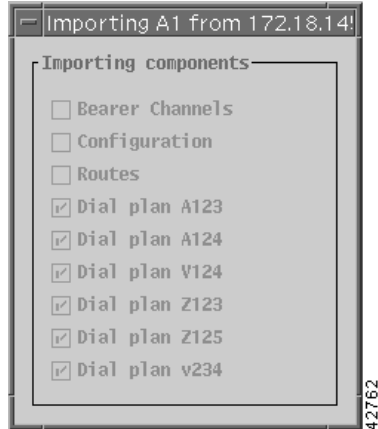 Importing A1 from 172.18.14
Importing components
Bearer Channels
Configuration
Routes
Dial plan A123
Dial plan A124
Dial plan V124
Dial plan Z123
Dial plan Z125
Dial plan v234
42762